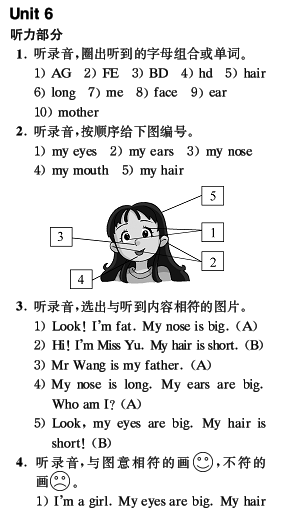 Unit 6
听力部分
1. 听录音,圈出听到的字母组合或单词。
1) AG 2) FE 3) BD 4) hd 5) hair
6) long 7) me 8) face 9) ear
10) mother
2. 听录音,按顺序给下图编号。
1) my eyes 2) my ears 3) my nose
4) my mouth 5) my hair
5
1
3
2
4
3. 听录音,选出与听到内容相符的图片。
1) Look! I'm fat. My nose is big. (A)
2) Hi! I'm Miss Yu. My hair is short. (B)
3) Mr Wang is my father. (A)
4) My nose is long. My ears are big.
Who am I? (A)
5) Look, my eyes are big. My hair is
short! (B)
4. 听录音,与图意相符的画,不符的
画。
1) I'm a girl. My eyes are big. My hair